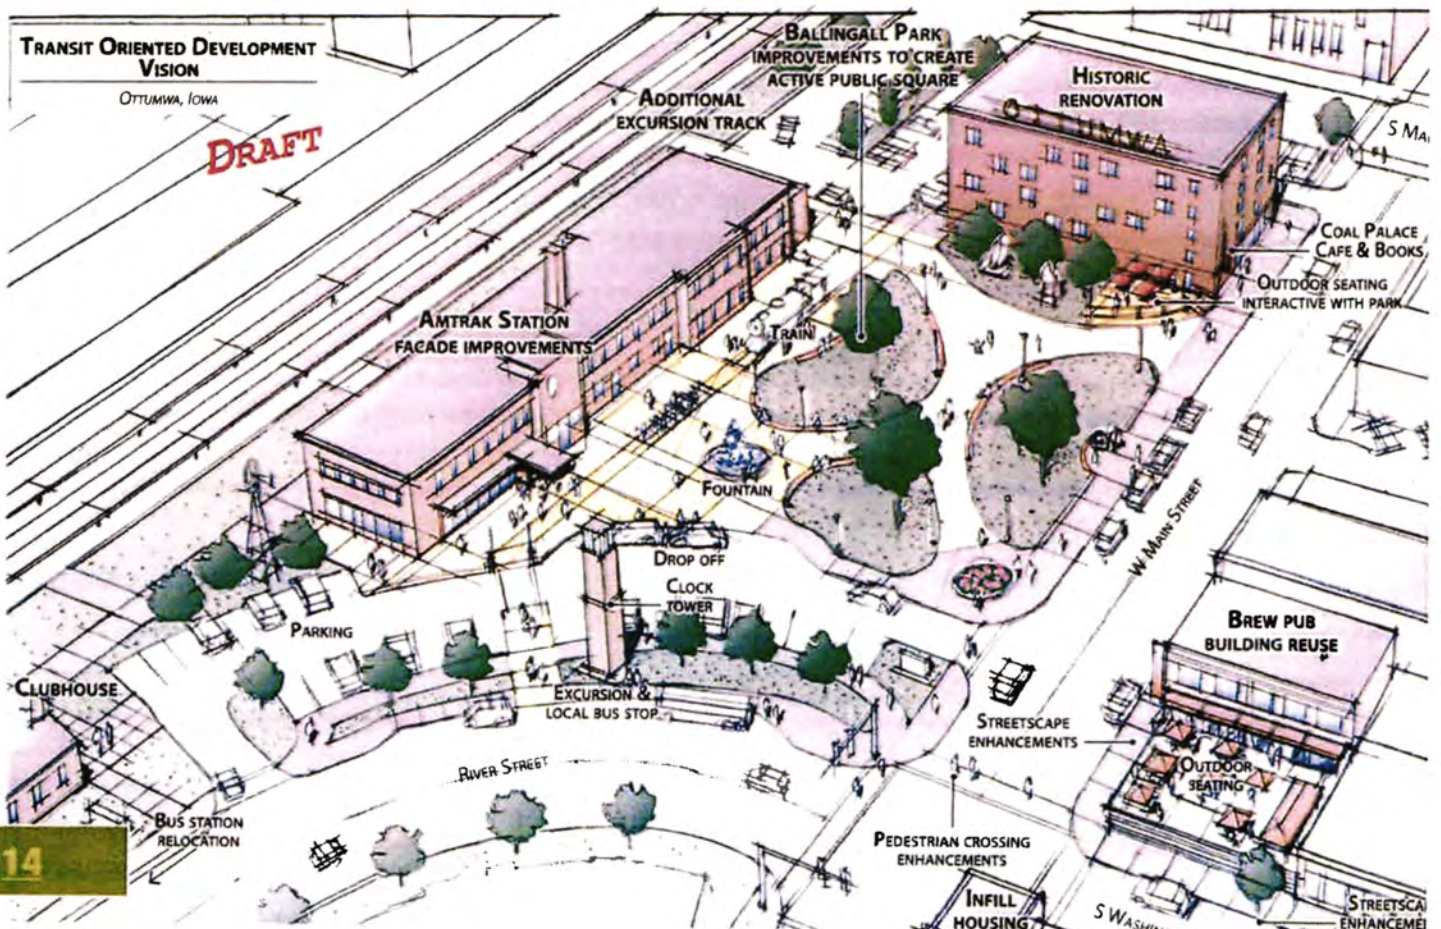 TRANSIT ORIENTED DEVELOPMENT
VISION
OTTUMWA, IOWA
DRAFT
BALLINGALL PARK
IMPROVEMENTS TO CREATE
ACTIVE PUBLIC SQUARE
ADDITIONAL
EXCURSION TRACK
HISTORIC
RENOVATION
OTTUMWA
S MA
COAL PALACE
CAFE & BOOKS
OUTDOOR SEATING
INTERACTIVE WITH PARK
AMTRAK STATION
FACADE IMPROVEMENTS
TRAIN
FOUNTAIN
W MAIN STREET
DROP OFF
CLOCK
TOWER
PARKING
BREW PUB
BUILDING REUSE
CLUBHOUSE
EXCURSION &
LOCAL BUS STOP
STREETSCAPE
ENHANCEMENTS
OUTDOOR
SEATING
RIVER STREET
BUS STATION
RELOCATION
PEDESTRIAN CROSSING
ENHANCEMENTS
14
INFILL
HOUSING
S WASHIN
STREETSCA
ENHANCEMEN